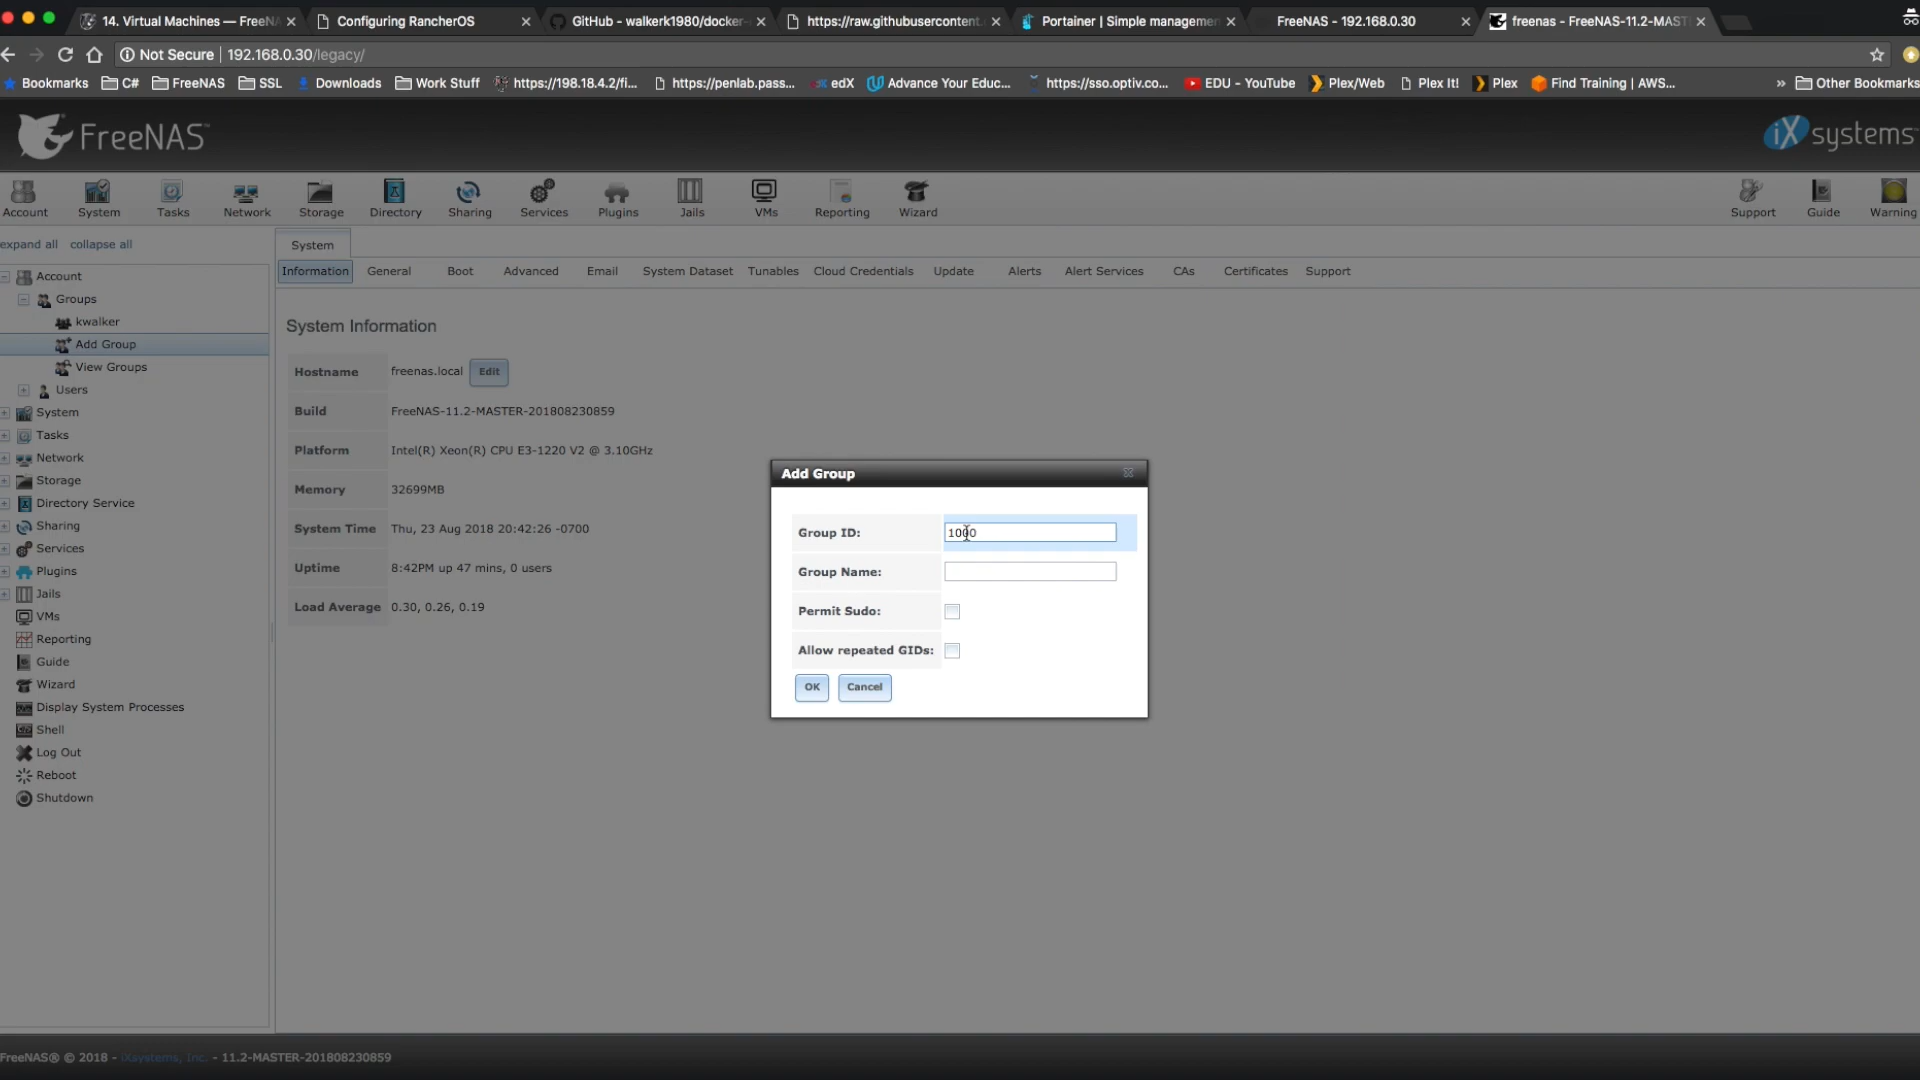 14. Virtual Machines — FreeN
Configuring RancherOS
GitHub - walkerk1980/docker-
https://raw.githubusercontent.
Portainer | Simple managemen
FreeNAS - 192.168.0.30
freenas - FreeNAS-11.2-MAST
Not Secure
192.168.0.30/legacy/
Bookmarks
C#
FreeNAS
SSL
Downloads
Work Stuff
https://198.18.4.2/fi...
https://penlab.pass...
edX
Advance Your Educ...
https://sso.optiv.co...
EDU - YouTube
Plex/Web
Plex It!
Plex
Find Training | AWS...
»
Other Bookmarks
FreeNAS™
iXsystems
Account
System
Tasks
Network
Storage
Directory
Sharing
Services
Plugins
Jails
VMs
Reporting
Wizard
Support
Guide
Warning
expand all
collapse all
Account
Groups
kwalker
Add Group
View Groups
Users
System
Tasks
Network
Storage
Directory Service
Sharing
Services
Plugins
Jails
VMs
Reporting
Guide
Wizard
Display System Processes
Shell
Log Out
Reboot
Shutdown
System
Information
General
Boot
Advanced
Email
System Dataset
Tunables
Cloud Credentials
Update
Alerts
Alert Services
CAs
Certificates
Support
System Information
Hostname freenas.local Edit
Build FreeNAS-11.2-MASTER-201808230859
Platform Intel(R) Xeon(R) CPU E3-1220 V2 @ 3.10GHz
Memory 32699MB
System Time Thu, 23 Aug 2018 20:42:26 -0700
Uptime 8:42PM up 47 mins, 0 users
Load Average 0.30, 0.26, 0.19
Add Group
Group ID: 1000
Group Name:
Permit Sudo:
Allow repeated GIDs:
OK
Cancel
FreeNAS® © 2018 - iXsystems, Inc. - 11.2-MASTER-201808230859